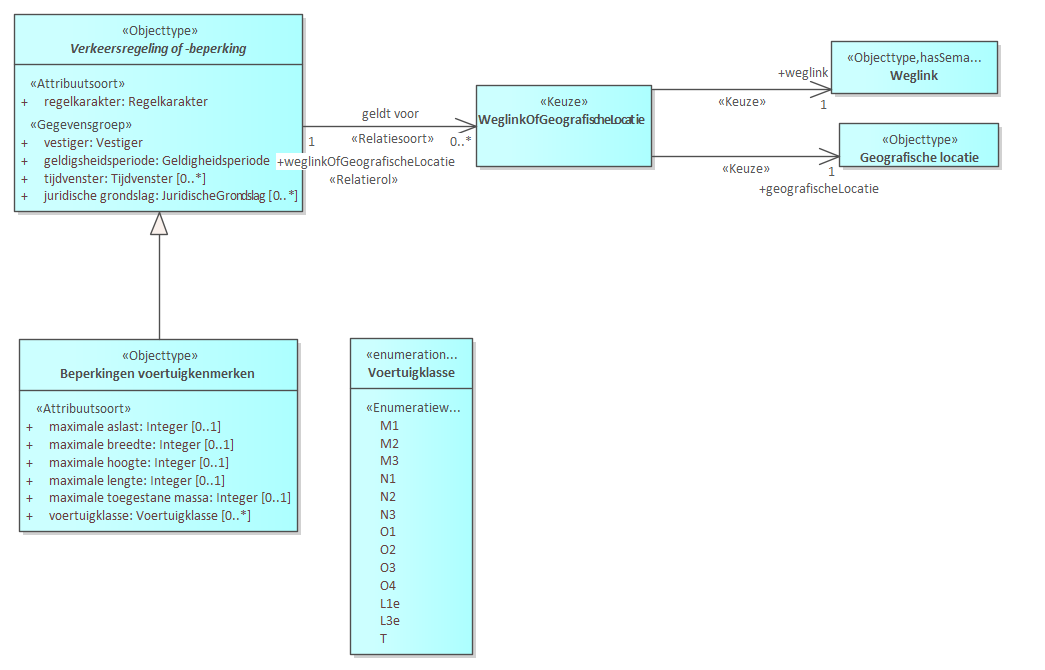 «Objecttype»
Verkeersregeling of -beperking
«Attribuutsoort»
+ regelkarakter: Regelkarakter
«Gegevensgroep»
+ vestiger: Vestiger
+ geldigsheidsperiode: Geldigheidsperiode
+ tijdvenster: Tijdvenster [0..*]
+ juridische grondslag: JuridischeGrondslag [0..*]
geldt voor
1
«Relatiesoort»
0..*
+weglinkOfGeografischeLocatie
«Relatierol»
«Keuze»
WeglinkOfGeografischeLocatie
+weglink
«Keuze»
1
«Objecttype,hasSema...
Weglink
«Keuze»
1
+geografischeLocatie
«Objecttype»
Geografische locatie
«Objecttype»
Beperkingen voertuigkenmerken
«Attribuutsoort»
+ maximale aslast: Integer [0..1]
+ maximale breedte: Integer [0..1]
+ maximale hoogte: Integer [0..1]
+ maximale lengte: Integer [0..1]
+ maximale toegestane massa: Integer [0..1]
+ voertuigklasse: Voertuigklasse [0..*]
«enumeration...
Voertuigklasse
«Enumeratiew...
M1
M2
M3
N1
N2
N3
O1
O2
O3
O4
L1e
L3e
T